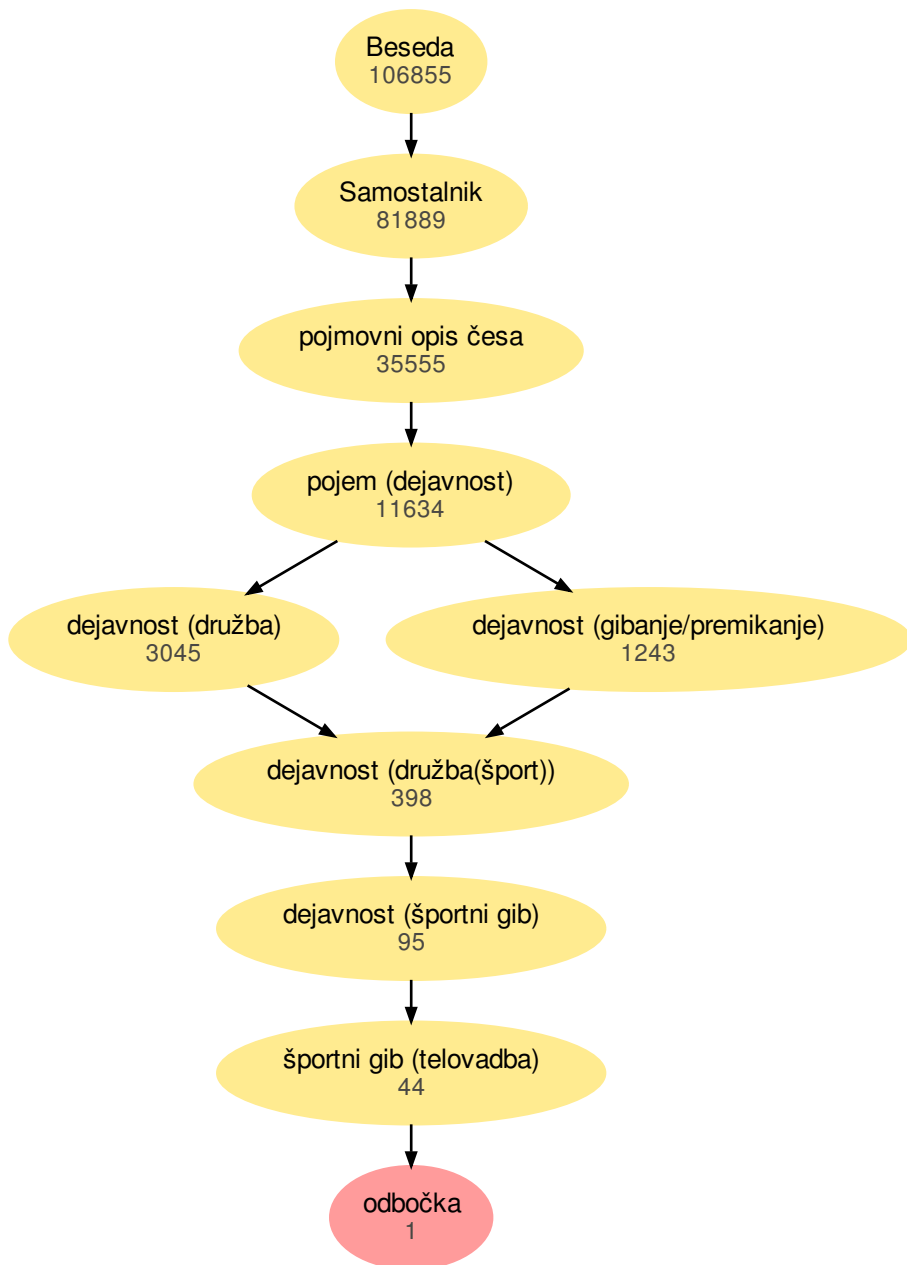 Beseda
106855
Samostalnik
81889
pojmovni opis česa
35555
pojem (dejavnost)
11634
dejavnost (družba)
3045
dejavnost (gibanje/premikanje)
1243
dejavnost (družba(šport))
398
dejavnost (športni gib)
95
športni gib (telovadba)
44
odbočka
1